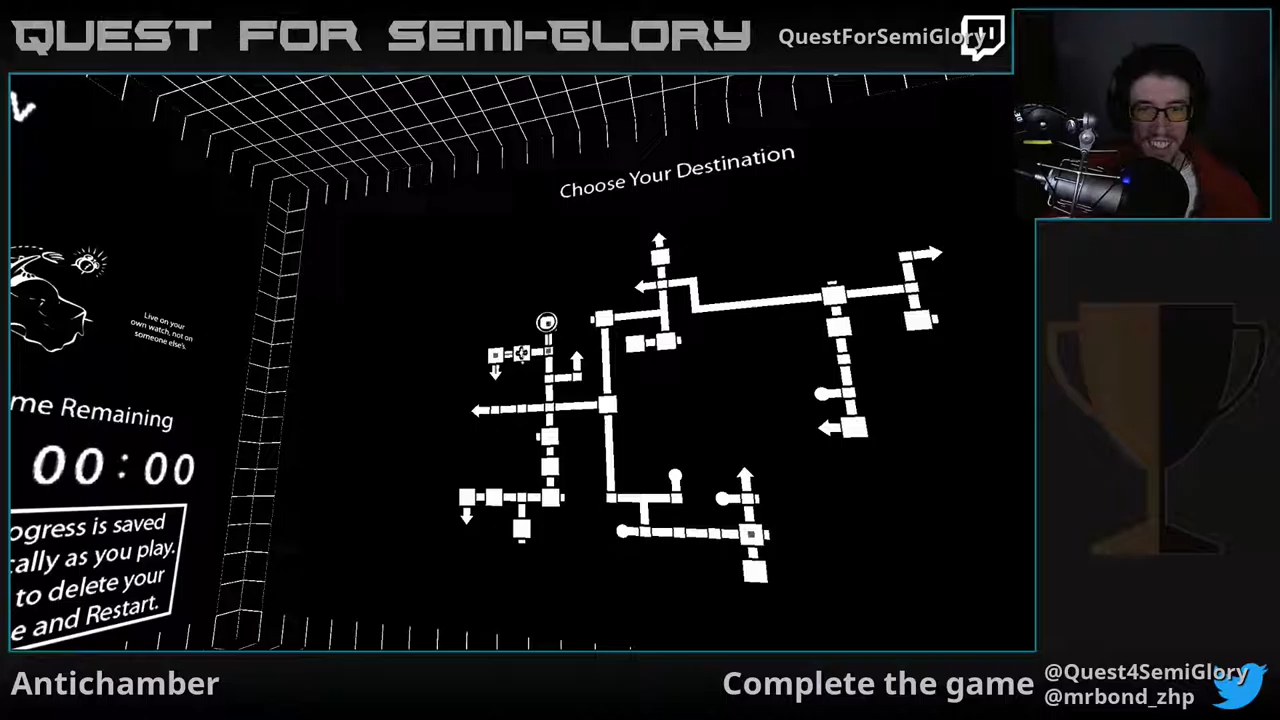 QUEST FOR SEMI-GLORY
QuestForSemiGlory
Choose Your Destination
Live on your
own watch, not on
someone else's.
me Remaining
00:00
ogress is saved
cally as you play.
to delete your
e and Restart.
Antichamber
Complete the game
@Quest4SemiGlory
@mrbond_zhp